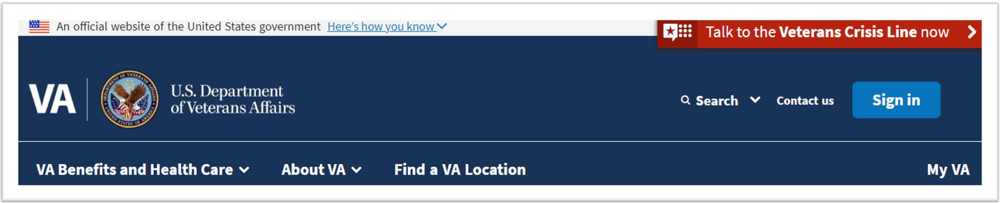 An official website of the United States government Here's how you know
Talk to the Veterans Crisis Line now
VA
DEPARTMENT OF VETERANS AFFAIRS
UNITED STATES OF AMERICA
U.S. Department
of Veterans Affairs
Search
Contact us
Sign in
VA Benefits and Health Care
About VA
Find a VA Location
My VA